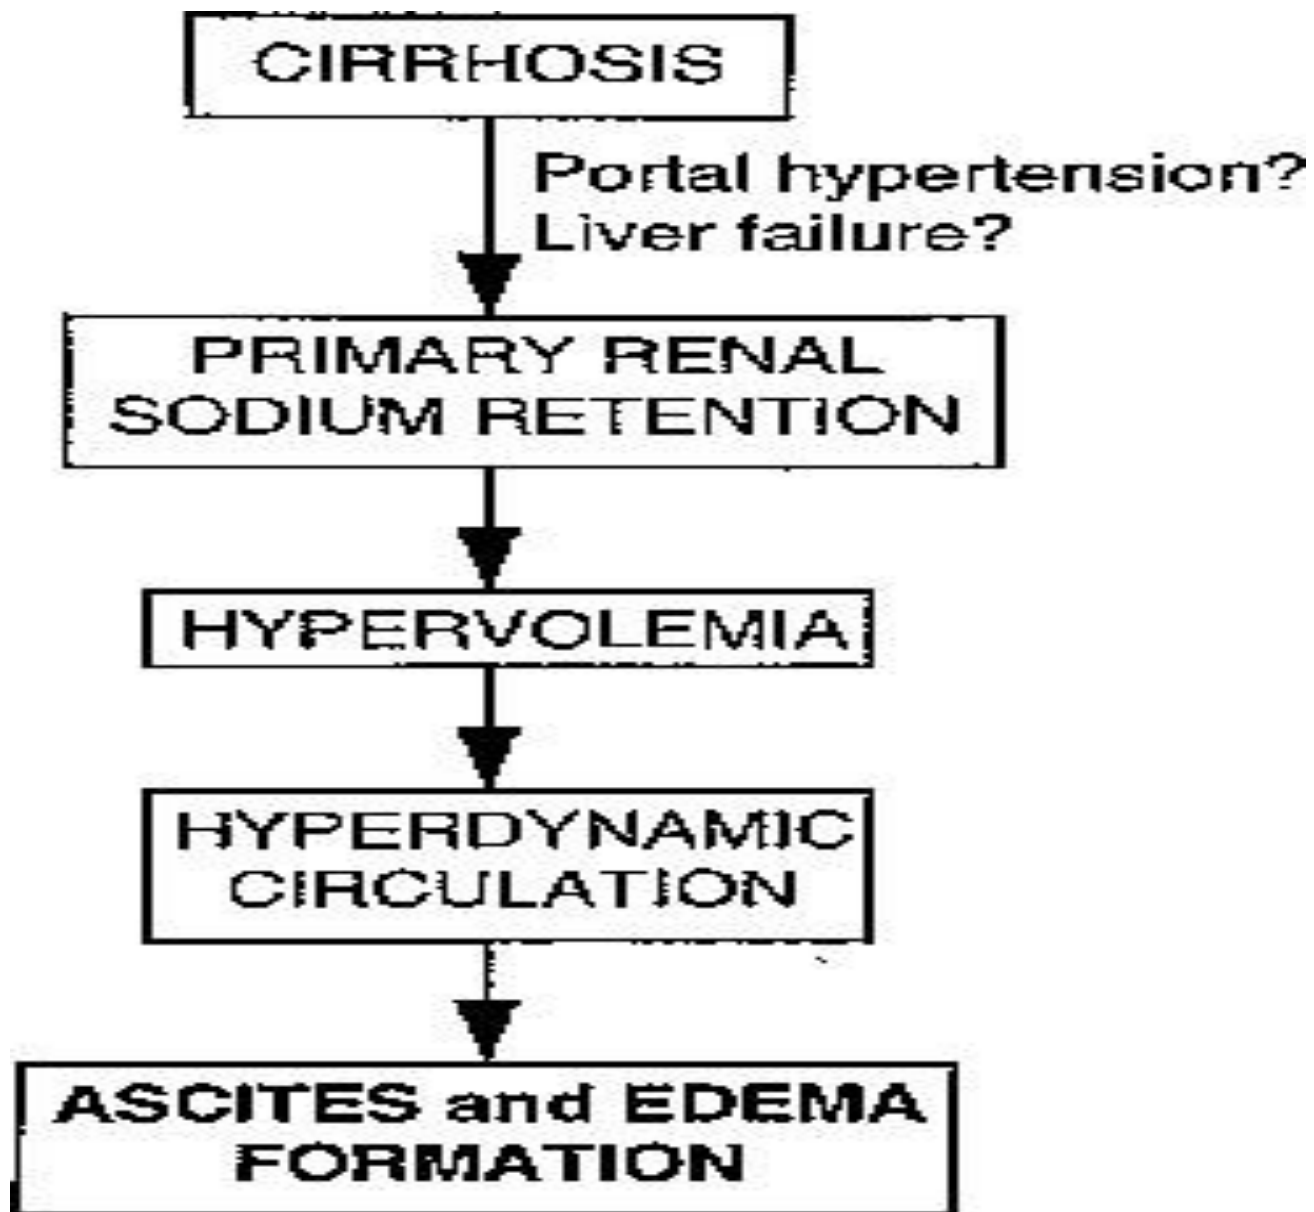 CIRRHOSIS
Portal hypertension?
Liver failure?
PRIMARY RENAL
SODIUM RETENTION
HYPERVOLEMIA
HYPERDYNAMIC
CIRCULATION
ASCITES and EDEMA
FORMATION